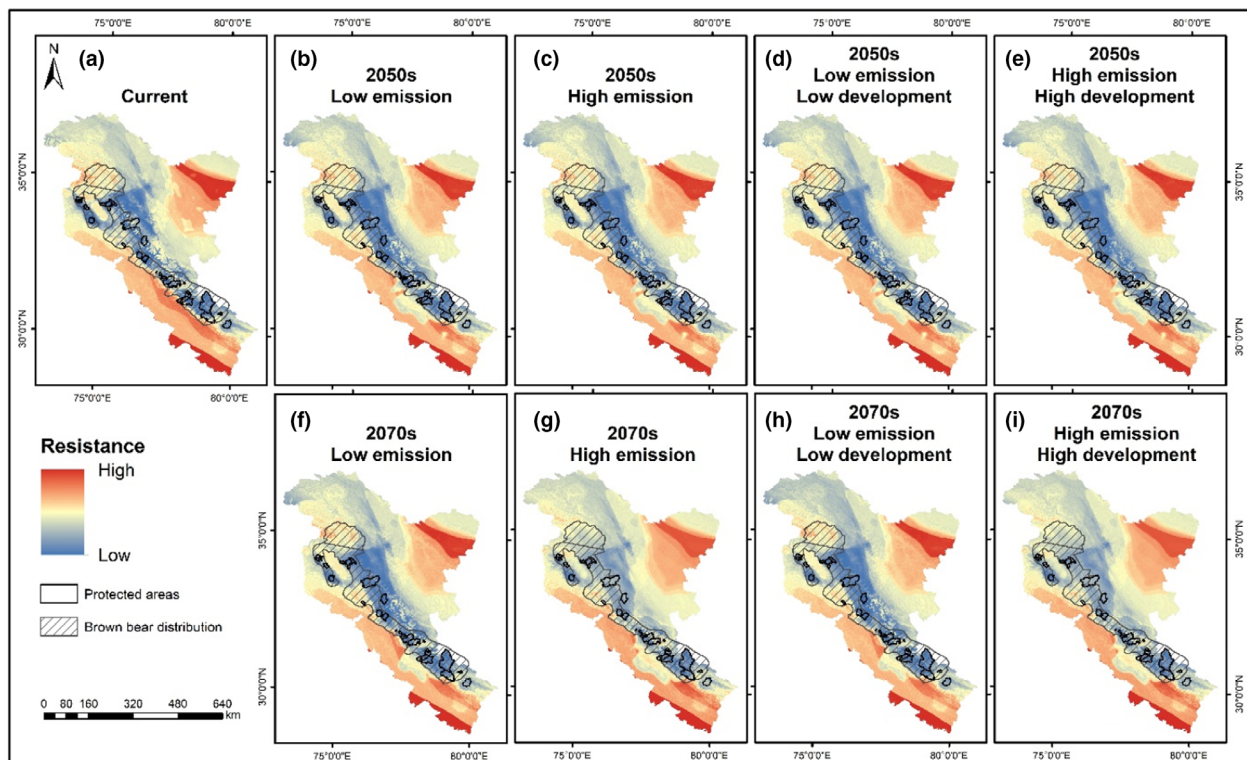 75°0'0"E 80°0'0"E 75°0'0"E 80°0'0"E 75°0'0"E 80°0'0"E 75°0'0"E 80°0'0"E 75°0'0"E 80°0'0"E
N
(a)
Current
(b)
2050s
Low emission
(c)
2050s
High emission
(d)
2050s
Low emission
Low development
(e)
2050s
High emission
High development
35°0'0"N
30°0'0"N
35°0'0"N
30°0'0"N
75°0'0"E 80°0'0"E
(f)
2070s
Low emission
(g)
2070s
High emission
(h)
2070s
Low emission
Low development
(i)
2070s
High emission
High development
35°0'0"N
30°0'0"N
35°0'0"N
30°0'0"N
Resistance
High
Low
Protected areas
Brown bear distribution
0 80 160 320 480 640
km
75°0'0"E 80°0'0"E 75°0'0"E 80°0'0"E 75°0'0"E 80°0'0"E 75°0'0"E 80°0'0"E